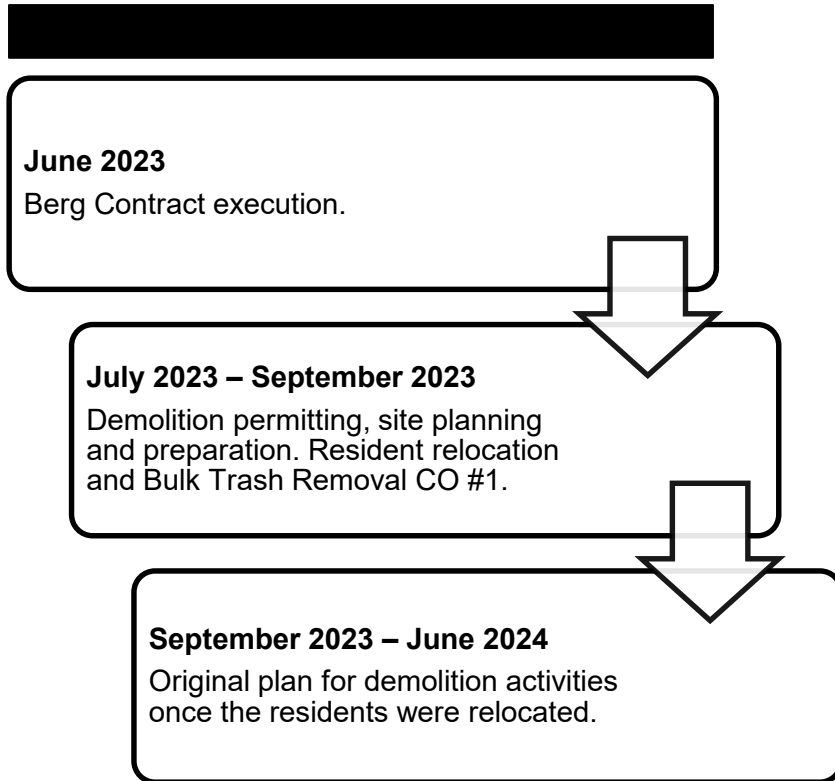 June 2023
Berg Contract execution.
July 2023 – September 2023
Demolition permitting, site planning
and preparation. Resident relocation
and Bulk Trash Removal CO #1.
September 2023 – June 2024
Original plan for demolition activities
once the residents were relocated.